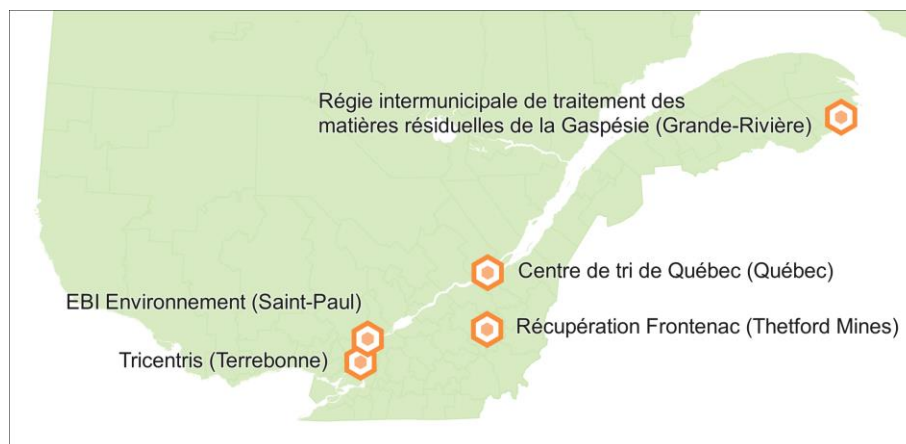 Régie intermunicipale de traitement des
matières résiduelles de la Gaspésie (Grande-Rivière)
Centre de tri de Québec (Québec)
EBI Environnement (Saint-Paul)
Récupération Frontenac (Thetford Mines)
Tricentris (Terrebonne)